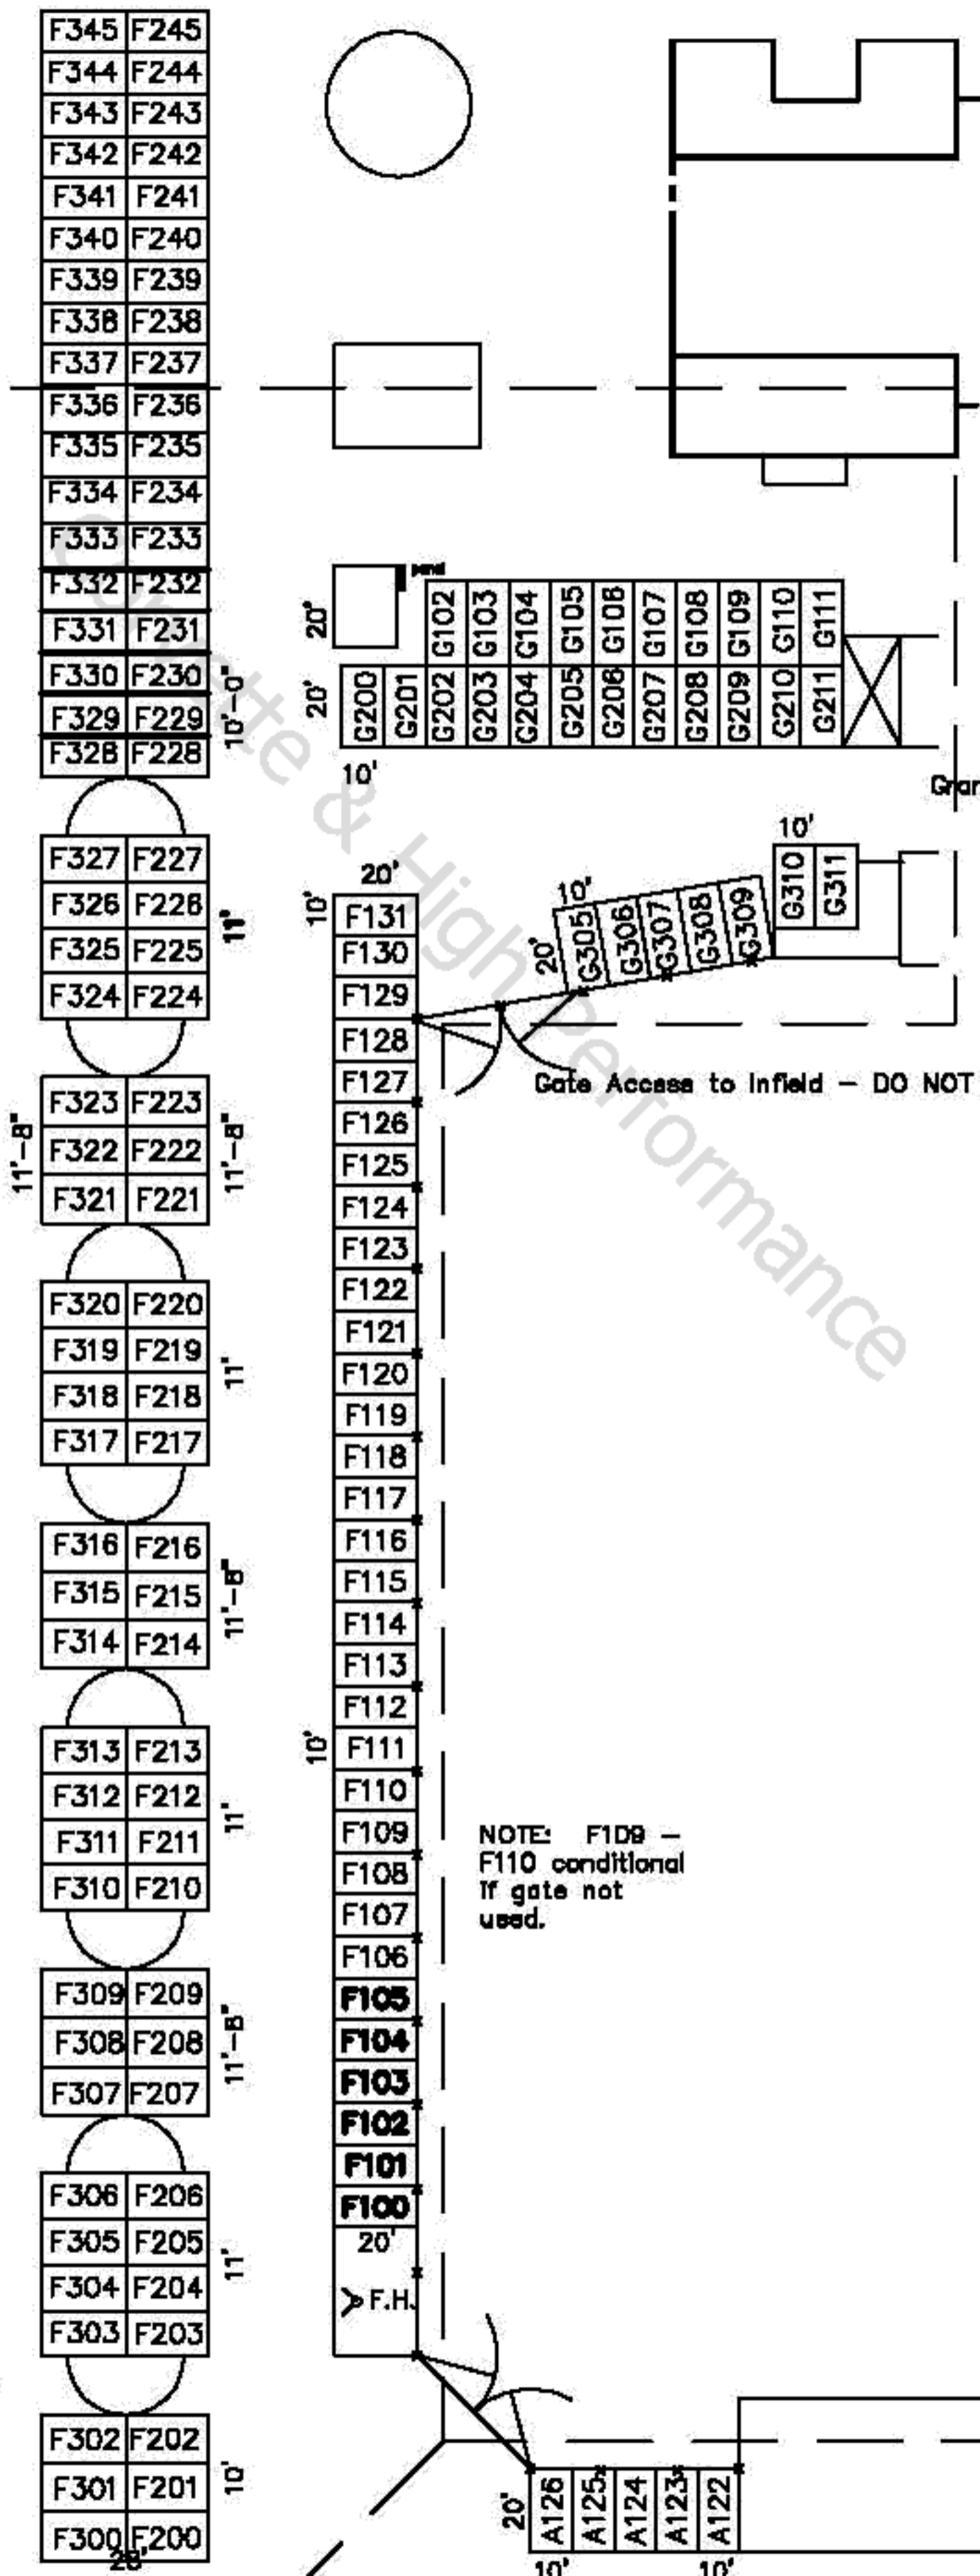 F345 F245
F344 F244
F343 F243
F342 F242
F341 F241
F340 F240
F339 F239
F338 F238
F337 F237
F336 F236
F335 F235
F334 F234
F333 F233
F332 F232
F331 F231
F330 F230
F329 F229
F328 F228
10'-0"
F327 F227
F326 F226
F325 F225
F324 F224
11'
F323 F223
F322 F222
F321 F221
11'-8"
11'-8"
F320 F220
F319 F219
F318 F218
F317 F217
11'
F316 F216
F315 F215
F314 F214
11'-8"
F313 F213
F312 F212
F311 F211
F310 F210
11'
F309 F209
F308 F208
F307 F207
11'-8"
F306 F206
F305 F205
F304 F204
F303 F203
11'
F302 F202
F301 F201
F300 F200
10'
20'
panel
G102 G103 G104 G105 G106 G107 G108 G109 G110 G111
20'
G200 G201 G202 G203 G204 G205 G206 G207 G208 G209 G210 G211
10'
Gran
10'
G310 G311
10'
20'
G305 G306 G307 G308 G309
Gate Access to Infield – DO NOT
20'
10'
F131
F130
F129
F128
F127
F126
F125
F124
F123
F122
F121
F120
F119
F118
F117
F116
F115
F114
F113
F112
F111
10'
F110
F109
F108
F107
F106
F105
F104
F103
F102
F101
F100
20'
F.H.
NOTE: F109 –
F110 conditional
if gate not
used.
20'
A126 A125 A124 A123 A122
10' 10'
Corvette & High Performance